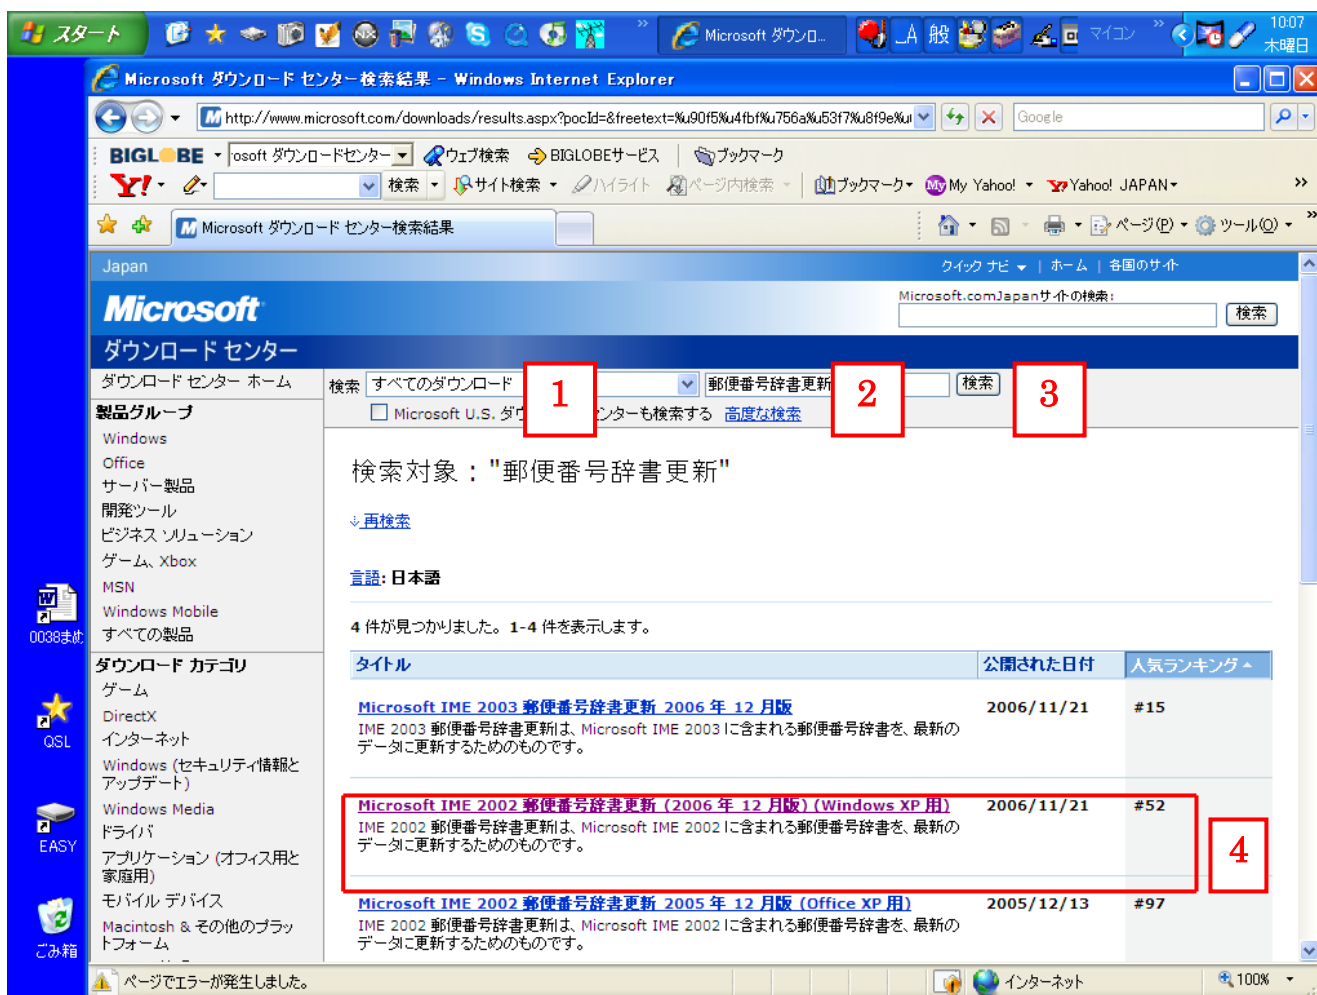 スタート
Microsoft ダウンロ...
_A 般
マイコン
10:07
木曜日
Microsoft ダウンロード センター検索結果 - Windows Internet Explorer
http://www.microsoft.com/downloads/results.aspx?pocId=&freetext=%u90f5%u4fbf%u756a%u53f7%u8f9e%u
Google
BIGLOBE
osoft ダウンロードセンター
ウェブ検索
BIGLOBEサービス
ブックマーク
Y!
検索
サイト検索
ハイライト
ページ内検索
ブックマーク
My Yahoo!
Yahoo! JAPAN
Microsoft ダウンロード センター検索結果
ページ(P)
ツール(O)
Japan
クイック ナビ | ホーム | 各国のサイト
Microsoft
Microsoft.comJapanサイトの検索:
検索
ダウンロード センター
ダウンロード センター ホーム
検索 すべてのダウンロード
1
郵便番号辞書更新
2
検索
3
Microsoft U.S. ダウ
ンターも検索する 高度な検索
製品グループ
Windows
Office
サーバー製品
開発ツール
ビジネス ソリューション
ゲーム、Xbox
MSN
Windows Mobile
すべての製品
ダウンロード カテゴリ
ゲーム
DirectX
インターネット
Windows (セキュリティ情報と
アップデート)
Windows Media
ドライバ
アプリケーション (オフィス用と
家庭用)
モバイル デバイス
Macintosh & その他のプラッ
トフォーム
検索対象："郵便番号辞書更新"
再検索
言語: 日本語
4 件が見つかりました。1-4 件を表示します。
タイトル 公開された日付 人気ランキング
Microsoft IME 2003 郵便番号辞書更新 2006 年 12 月版 2006/11/21 #15
IME 2003 郵便番号辞書更新は、Microsoft IME 2003 に含まれる郵便番号辞書を、最新の
データに更新するためのものです。
Microsoft IME 2002 郵便番号辞書更新 (2006 年 12 月版) (Windows XP 用) 2006/11/21 #52
IME 2002 郵便番号辞書更新は、Microsoft IME 2002 に含まれる郵便番号辞書を、最新の
データに更新するためのものです。
4
Microsoft IME 2002 郵便番号辞書更新 2005 年 12 月版 (Office XP 用) 2005/12/13 #97
IME 2002 郵便番号辞書更新は、Microsoft IME 2002 に含まれる郵便番号辞書を、最新の
データに更新するためのものです。
0038まめ
QSL
EASY
ごみ箱
ページでエラーが発生しました。
インターネット
100%